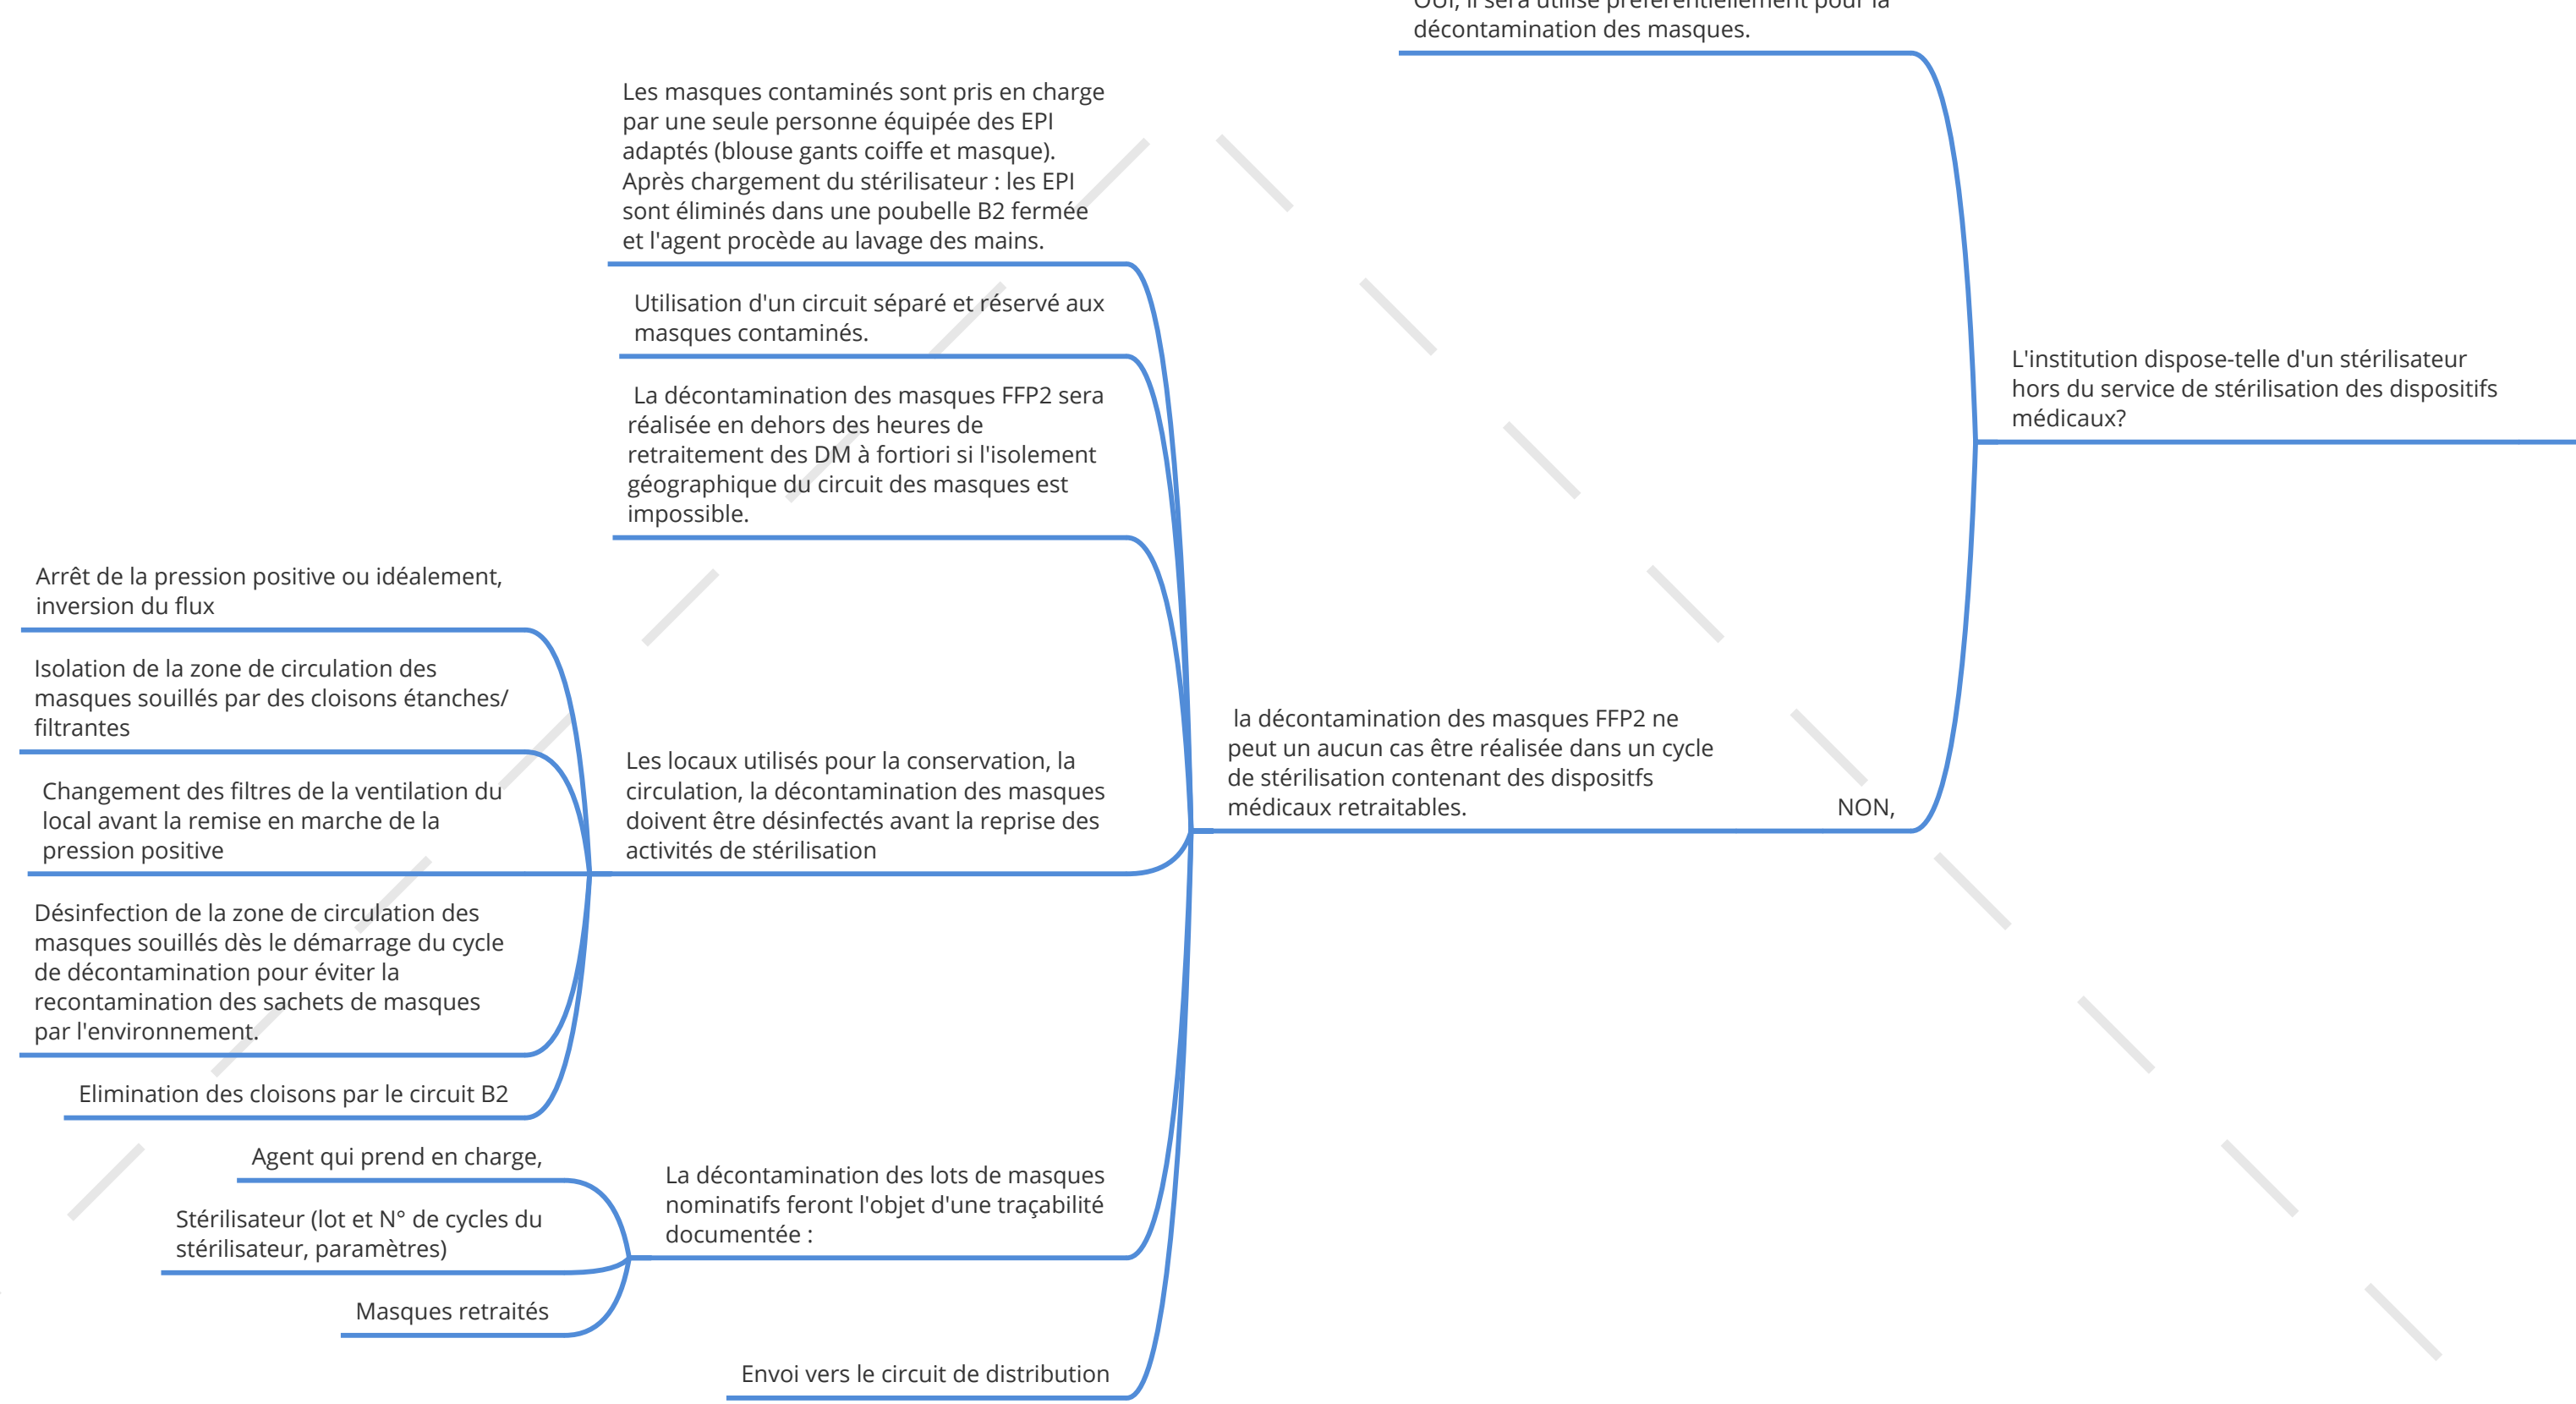 OUI, il sera utilisé préférentiellement pour la
décontamination des masques.
Les masques contaminés sont pris en charge
par une seule personne équipée des EPI
adaptés (blouse gants coiffe et masque).
Après chargement du stérilisateur : les EPI
sont éliminés dans une poubelle B2 fermée
et l'agent procède au lavage des mains.
Utilisation d'un circuit séparé et réservé aux
masques contaminés.
La décontamination des masques FFP2 sera
réalisée en dehors des heures de
retraitement des DM à fortiori si l'isolement
géographique du circuit des masques est
impossible.
L'institution dispose-telle d'un stérilisateur
hors du service de stérilisation des dispositifs
médicaux?
Arrêt de la pression positive ou idéalement,
inversion du flux
Isolation de la zone de circulation des
masques souillés par des cloisons étanches/
filtrantes
Changement des filtres de la ventilation du
local avant la remise en marche de la
pression positive
Désinfection de la zone de circulation des
masques souillés dès le démarrage du cycle
de décontamination pour éviter la
recontamination des sachets de masques
par l'environnement.
Elimination des cloisons par le circuit B2
Les locaux utilisés pour la conservation, la
circulation, la décontamination des masques
doivent être désinfectés avant la reprise des
activités de stérilisation
la décontamination des masques FFP2 ne
peut un aucun cas être réalisée dans un cycle
de stérilisation contenant des dispositfs
médicaux retraitables.
NON,
Agent qui prend en charge,
Stérilisateur (lot et N° de cycles du
stérilisateur, paramètres)
Masques retraités
La décontamination des lots de masques
nominatifs feront l'objet d'une traçabilité
documentée :
Envoi vers le circuit de distribution